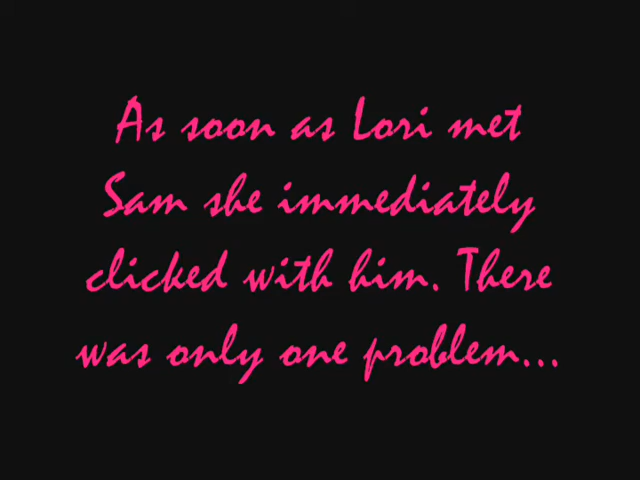 As soon as Lori met
Sam she immediately
clicked with him. There
was only one problem...